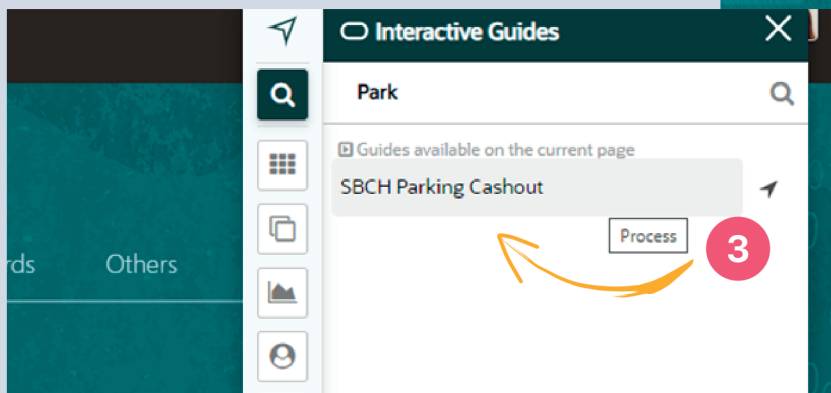 Interactive Guides
Park
Guides available on the current page
SBCH Parking Cashout
Process
3
rds Others